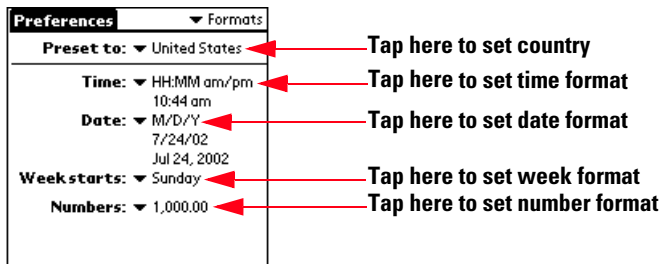 Preferences ▼ Formats
Preset to: ▼ United States Tap here to set country
Time: ▼ HH:MM am/pm Tap here to set time format
10:44 am
Date: ▼ M/D/Y Tap here to set date format
7/24/02
Jul 24, 2002
Week starts: ▼ Sunday Tap here to set week format
Numbers: ▼ 1,000.00 Tap here to set number format